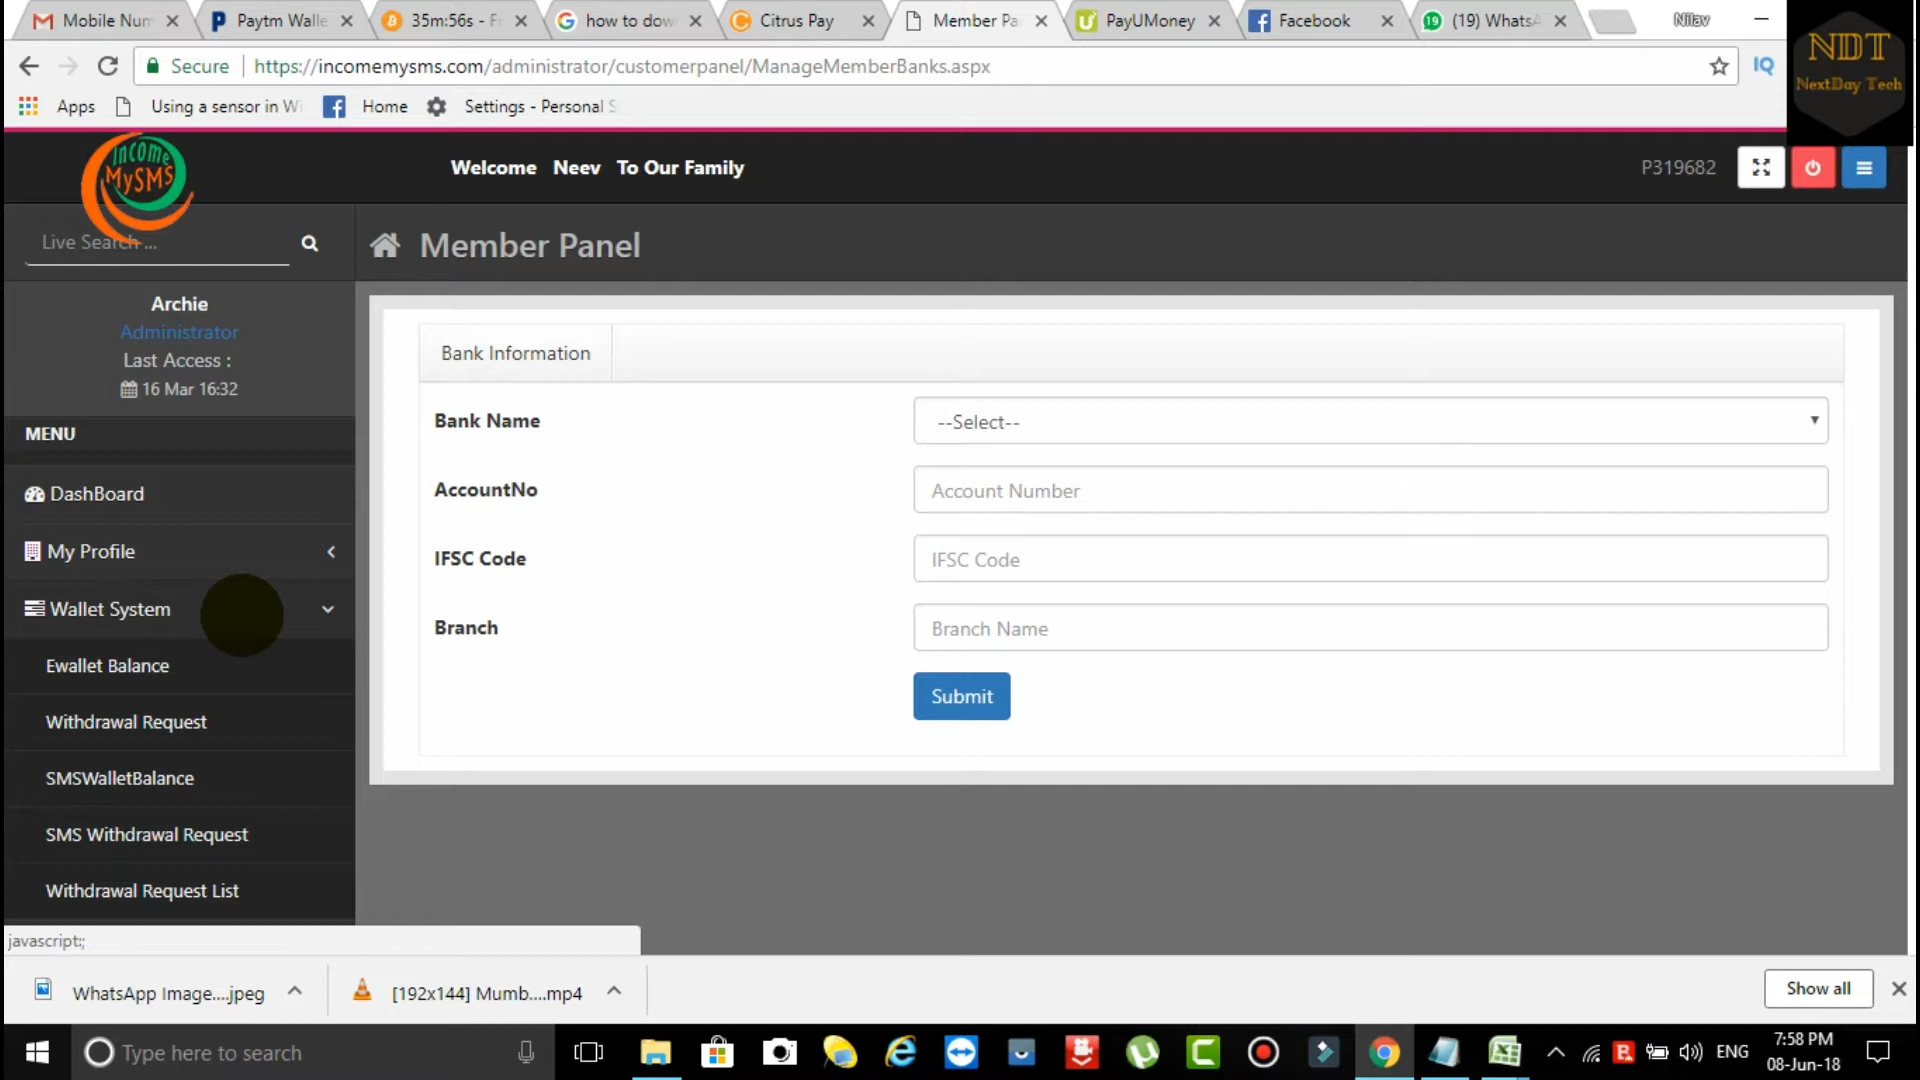 Mobile Num
Paytm Walle
35m:56s - Fr
how to dow
Citrus Pay
Member Pa
PayUMoney
Facebook
(19) WhatsA
Nilav
Secure
https://incomemysms.com/administrator/customerpanel/ManageMemberBanks.aspx
IQ
NDT
NextDay Tech
Apps
Using a sensor in Wi
Home
Settings - Personal S
Income
MySMS
Welcome Neev To Our Family
P319682
Live Search ...
Member Panel
Archie
Administrator
Last Access :
16 Mar 16:32
MENU
DashBoard
My Profile
Wallet System
Ewallet Balance
Withdrawal Request
SMSWalletBalance
SMS Withdrawal Request
Withdrawal Request List
Bank Information
Bank Name
--Select--
AccountNo
Account Number
IFSC Code
IFSC Code
Branch
Branch Name
Submit
javascript:;
WhatsApp Image....jpeg
[192x144] Mumb....mp4
Show all
Type here to search
ENG
7:58 PM
08-Jun-18